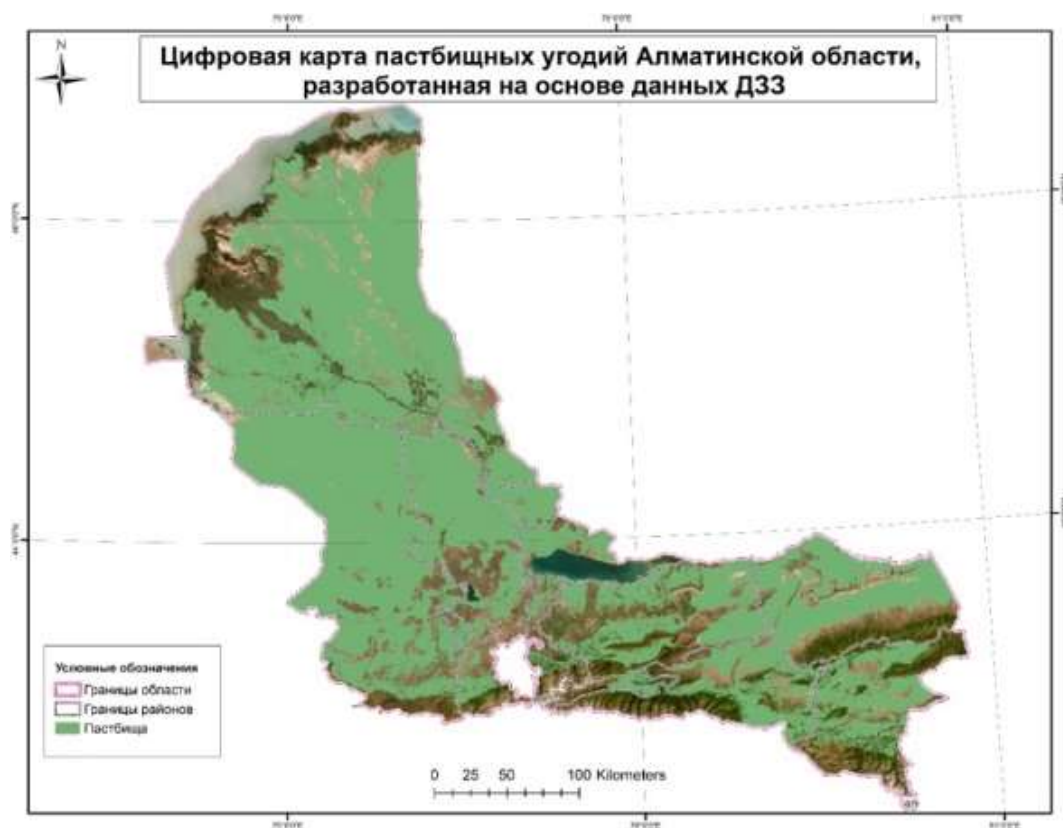 N
Цифровая карта пастбищных угодий Алматинской области,
разработанная на основе данных ДЗЗ
Условные обозначения
Границы области
Границы районов
Пастбища
0 25 50 100 Kilometers